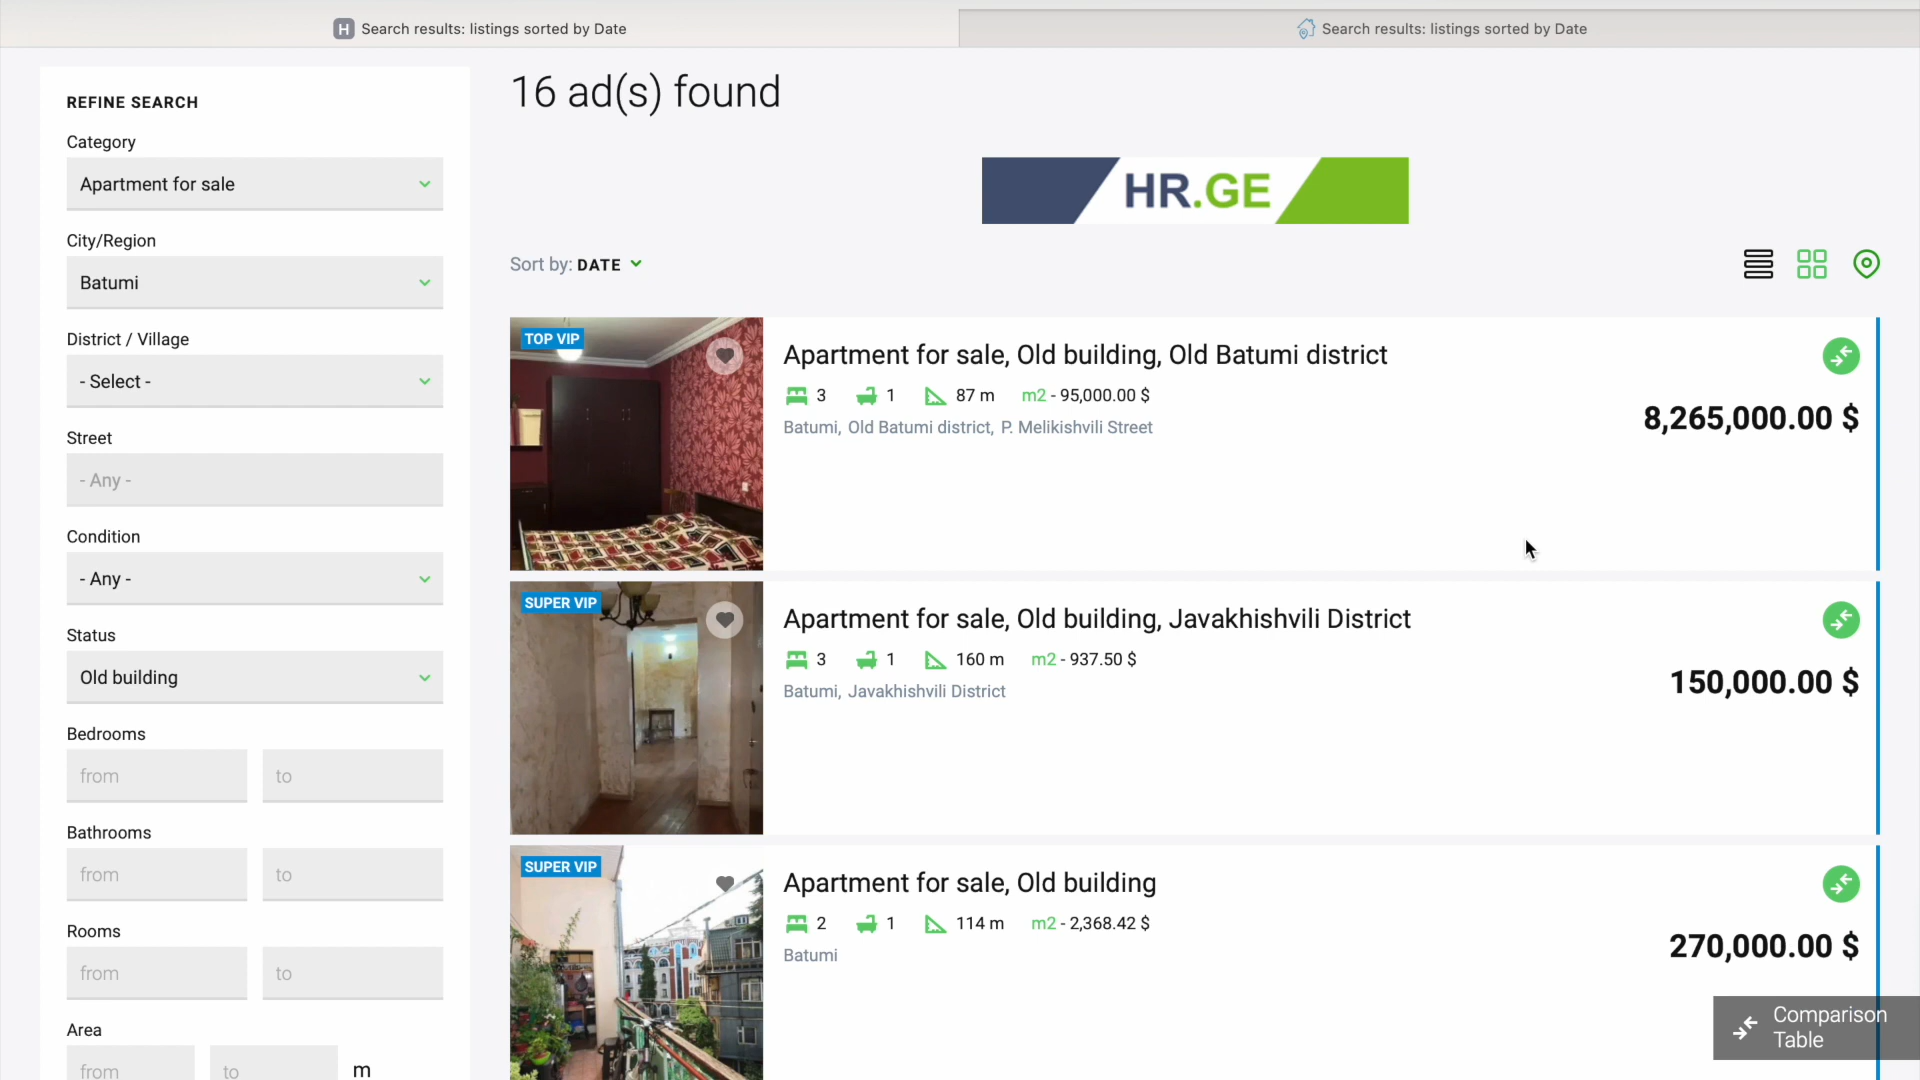 H Search results: listings sorted by Date
Search results: listings sorted by Date
REFINE SEARCH
Category
Apartment for sale
City/Region
Batumi
District / Village
- Select -
Street
- Any -
Condition
- Any -
Status
Old building
Bedrooms
from
to
Bathrooms
from
to
Rooms
from
to
Area
from
to
m
16 ad(s) found
HR.GE
Sort by: DATE
TOP VIP
Apartment for sale, Old building, Old Batumi district
3 1 87 m m2 - 95,000.00 $
Batumi, Old Batumi district, P. Melikishvili Street
8,265,000.00 $
SUPER VIP
Apartment for sale, Old building, Javakhishvili District
3 1 160 m m2 - 937.50 $
Batumi, Javakhishvili District
150,000.00 $
SUPER VIP
Apartment for sale, Old building
2 1 114 m m2 - 2,368.42 $
Batumi
270,000.00 $
Comparison
Table